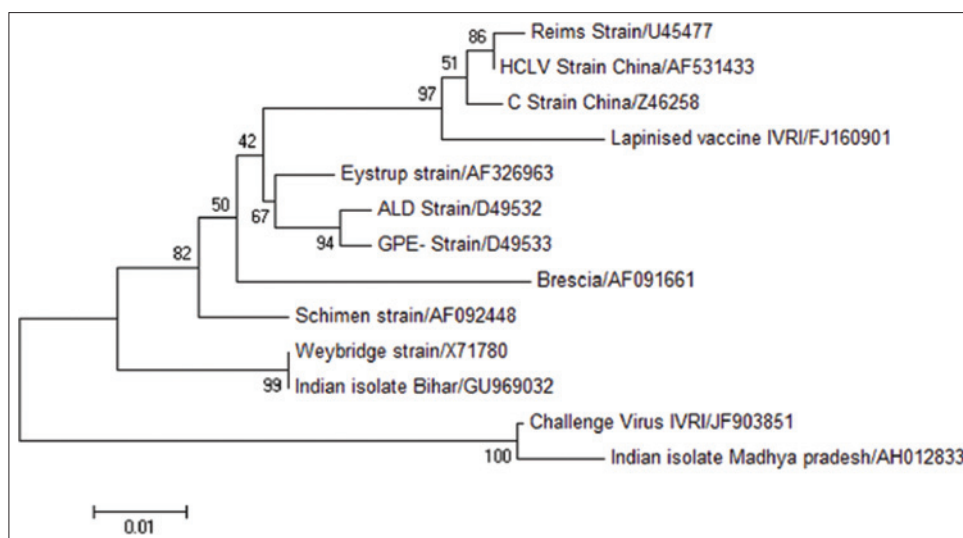 86
Reims Strain/U45477
51
HCLV Strain China/AF531433
97
C Strain China/Z46258
Lapinised vaccine IVRI/FJ160901
42
Eystrup strain/AF326963
50
67
ALD Strain/D49532
94
GPE- Strain/D49533
82
Brescia/AF091661
Schimen strain/AF092448
Weybridge strain/X71780
99
Indian isolate Bihar/GU969032
Challenge Virus IVRI/JF903851
100
Indian isolate Madhya pradesh/AH012833
0.01